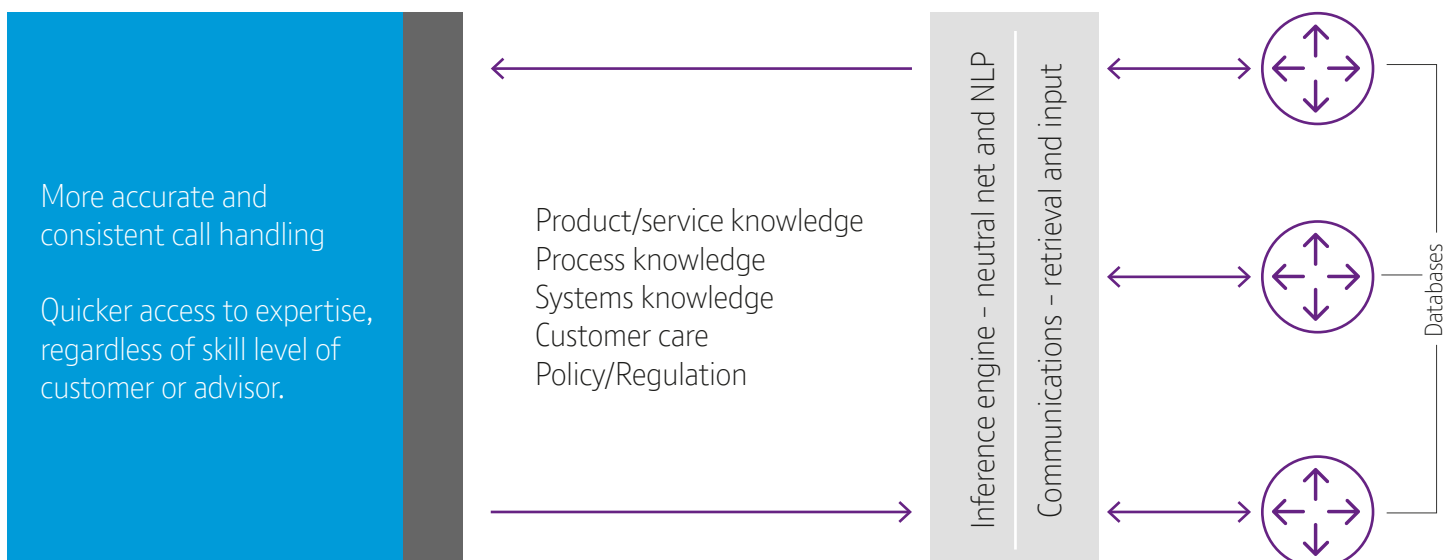 More accurate and
consistent call handling
Quicker access to expertise,
regardless of skill level of
customer or advisor.
Product/service knowledge
Process knowledge
Systems knowledge
Customer care
Policy/Regulation
Inference engine – neutral net and NLP
Communications – retrieval and input
Databases